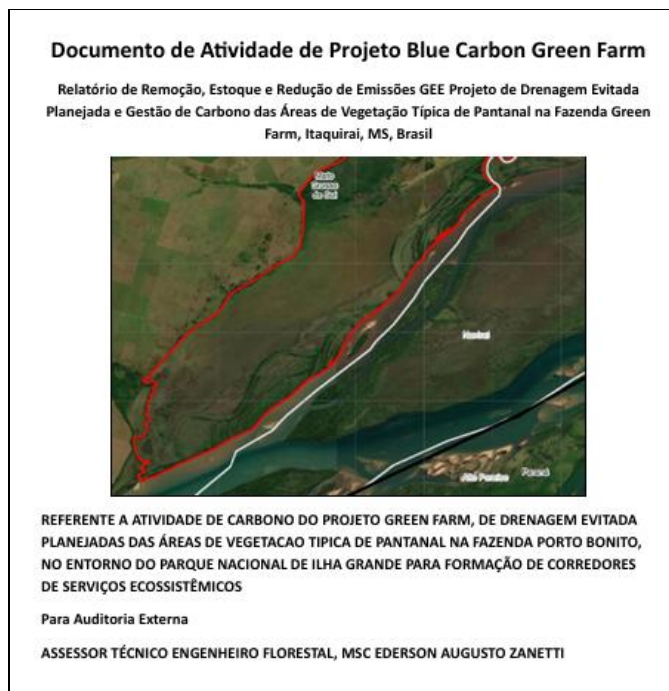 Documento de Atividade de Projeto Blue Carbon Green Farm
Relatório de Remoção, Estoque e Redução de Emissões GEE Projeto de Drenagem Evitada
Planejada e Gestão de Carbono das Áreas de Vegetação Típica de Pantanal na Fazenda Green
Farm, Itaquirai, MS, Brasil
Mato
Grosso
do Sul
Naviraí
Alto Paraíso
Paraná
REFERENTE A ATIVIDADE DE CARBONO DO PROJETO GREEN FARM, DE DRENAGEM EVITADA
PLANEJADAS DAS ÁREAS DE VEGETACAO TIPICA DE PANTANAL NA FAZENDA PORTO BONITO,
NO ENTORNO DO PARQUE NACIONAL DE ILHA GRANDE PARA FORMAÇÃO DE CORREDORES
DE SERVIÇOS ECOSSISTÊMICOS
Para Auditoria Externa
ASSESSOR TÉCNICO ENGENHEIRO FLORESTAL, MSC EDERSON AUGUSTO ZANETTI